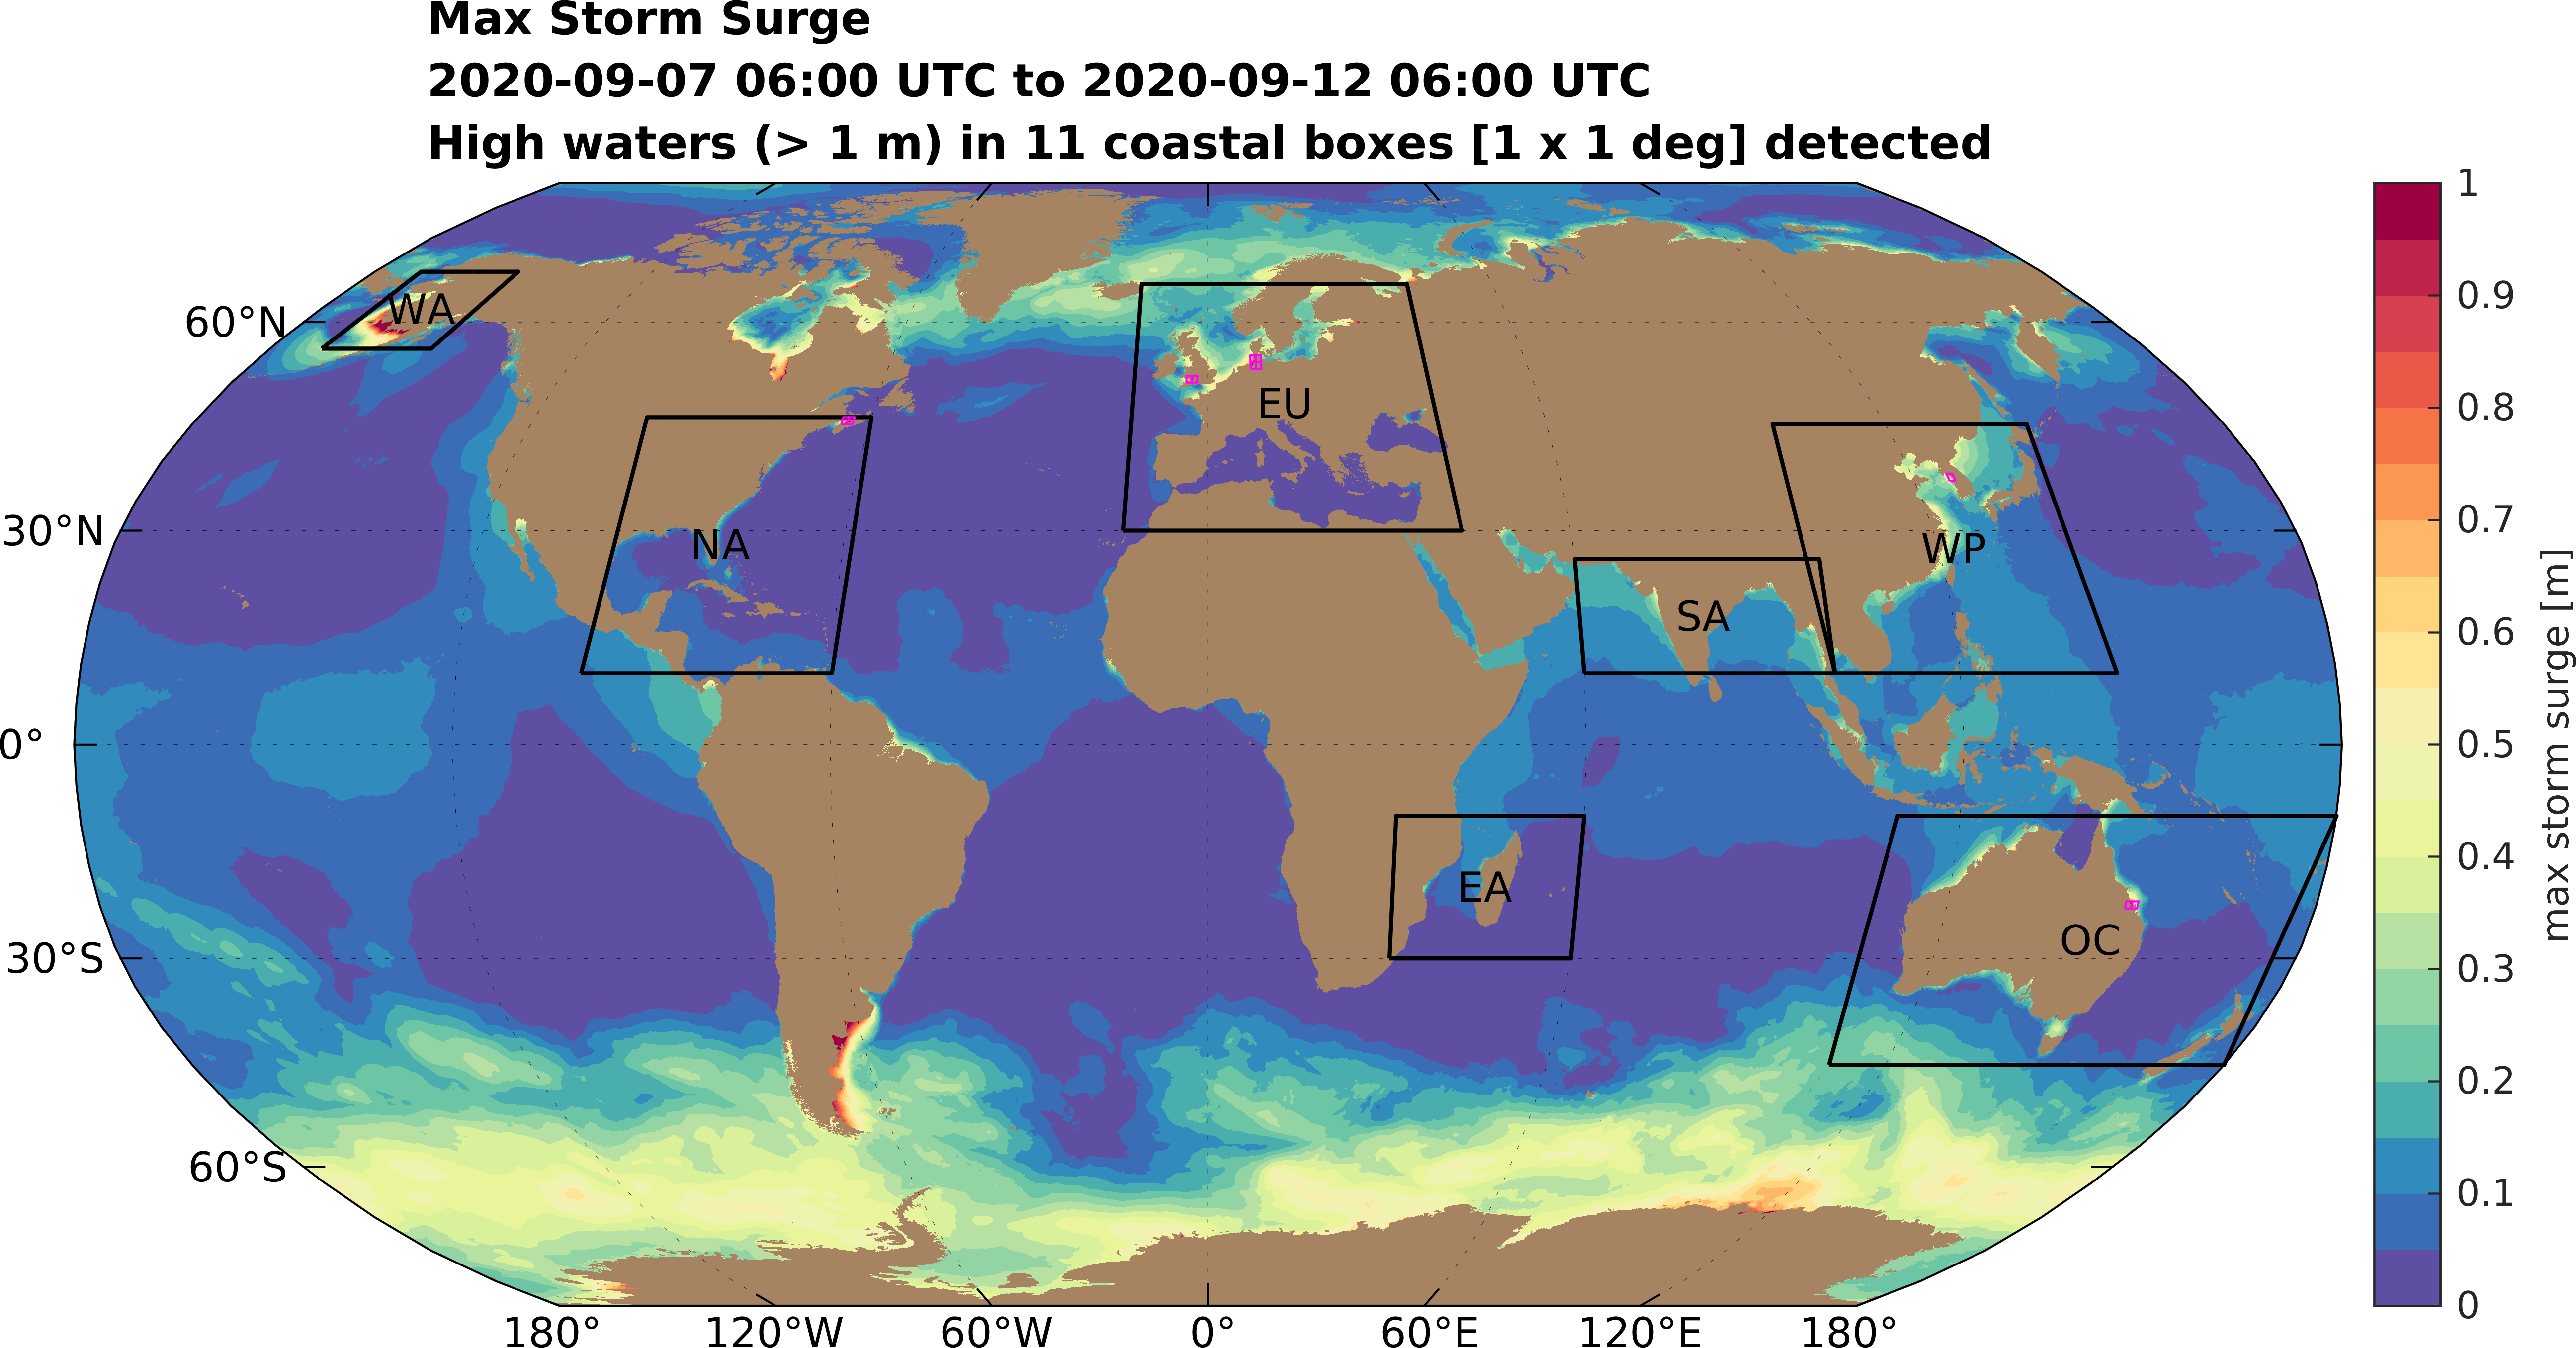 Max Storm Surge
2020-09-07 06:00 UTC to 2020-09-12 06:00 UTC
High waters (> 1 m) in 11 coastal boxes [1 x 1 deg] detected
60°N
30°N
0°
30°S
60°S
WA
NA
EU
SA
WP
EA
OC
180°
120°W
60°W
0°
60°E
120°E
180°
1
0.9
0.8
0.7
0.6
0.5
0.4
0.3
0.2
0.1
0
max storm surge [m]